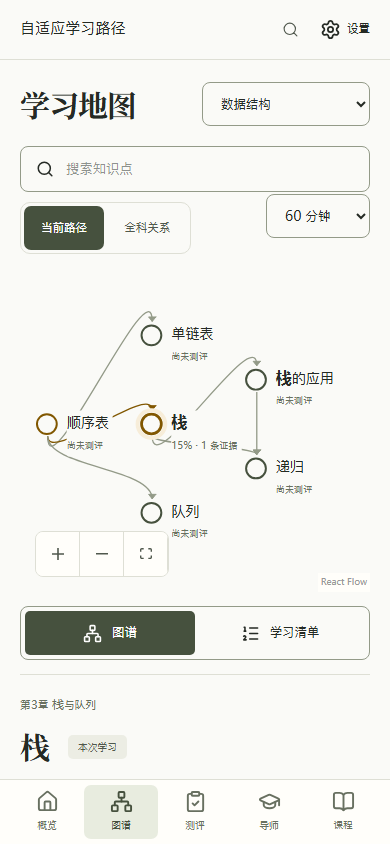 自适应学习路径
设置
学习地图
数据结构
搜索知识点
当前路径
全科关系
60 分钟
单链表
尚未测评
栈的应用
尚未测评
顺序表
尚未测评
栈
15% · 1 条证据
递归
尚未测评
队列
尚未测评
React Flow
图谱
学习清单
第3章 栈与队列
栈
本次学习
概览
图谱
测评
导师
课程